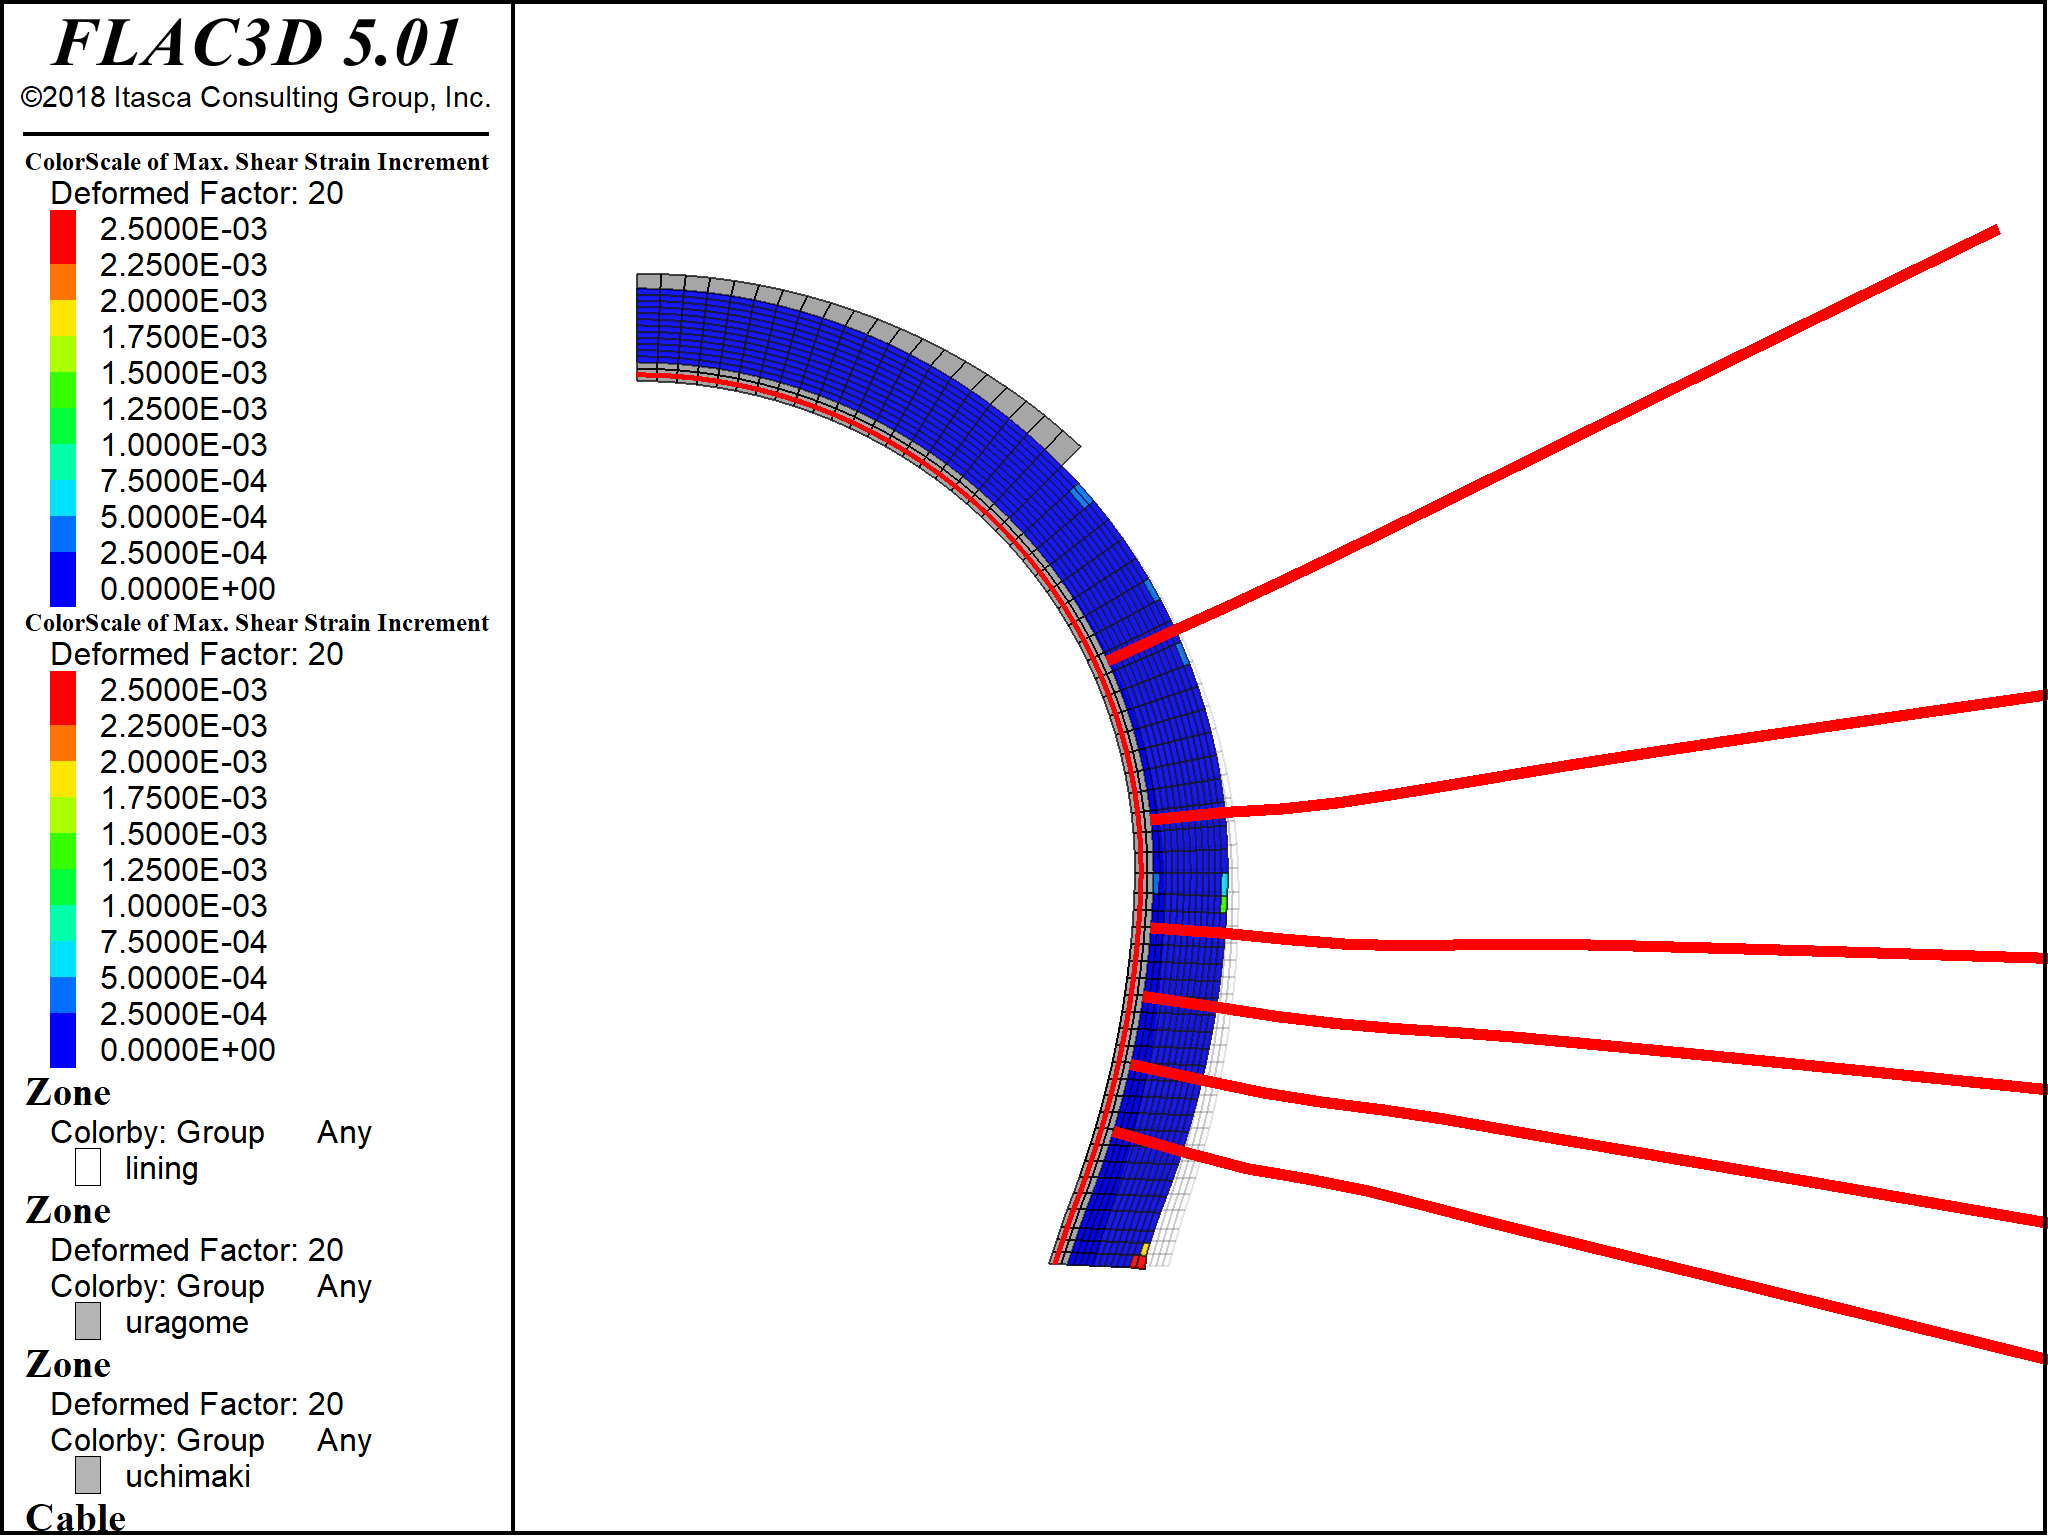 FLAC3D 5.01
©2018 Itasca Consulting Group, Inc.
ColorScale of Max. Shear Strain Increment
Deformed Factor: 20
2.5000E-03
2.2500E-03
2.0000E-03
1.7500E-03
1.5000E-03
1.2500E-03
1.0000E-03
7.5000E-04
5.0000E-04
2.5000E-04
0.0000E+00
ColorScale of Max. Shear Strain Increment
Deformed Factor: 20
2.5000E-03
2.2500E-03
2.0000E-03
1.7500E-03
1.5000E-03
1.2500E-03
1.0000E-03
7.5000E-04
5.0000E-04
2.5000E-04
0.0000E+00
Zone
Colorby: Group Any
lining
Zone
Deformed Factor: 20
Colorby: Group Any
uragome
Zone
Deformed Factor: 20
Colorby: Group Any
uchimaki
Cable